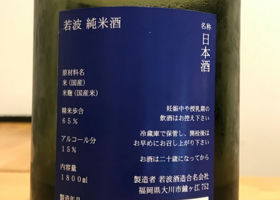 若波 純米酒
名称
日本酒
原材料名
米(国産)
米麹(国産米)
精米歩合
65%
アルコール分
15%
内容量
1800ml
製造年月
妊娠中や授乳期の
飲酒はお控え下さい
冷蔵庫で保管し、開栓後は
お早めにお召し上がり下さい
お酒は二十歳になってから
製造者 若波酒造合名会社
福岡県大川市鐘ヶ江752